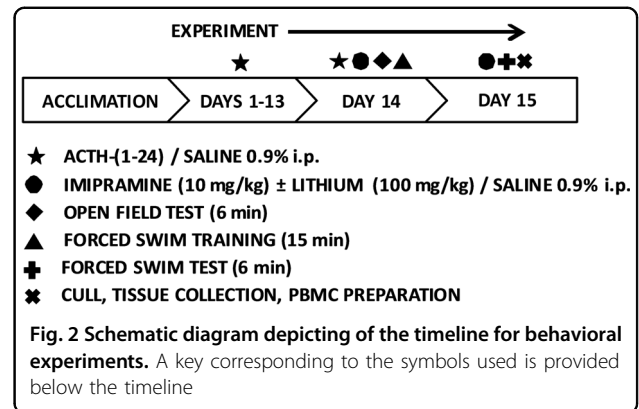 EXPERIMENT
ACCLIMATION DAYS 1-13 DAY 14 DAY 15
ACTH-(1-24) / SALINE 0.9% i.p.
IMIPRAMINE (10 mg/kg) ± LITHIUM (100 mg/kg) / SALINE 0.9% i.p.
OPEN FIELD TEST (6 min)
FORCED SWIM TRAINING (15 min)
FORCED SWIM TEST (6 min)
CULL, TISSUE COLLECTION, PBMC PREPARATION
Fig. 2 Schematic diagram depicting of the timeline for behavioral
experiments. A key corresponding to the symbols used is provided
below the timeline